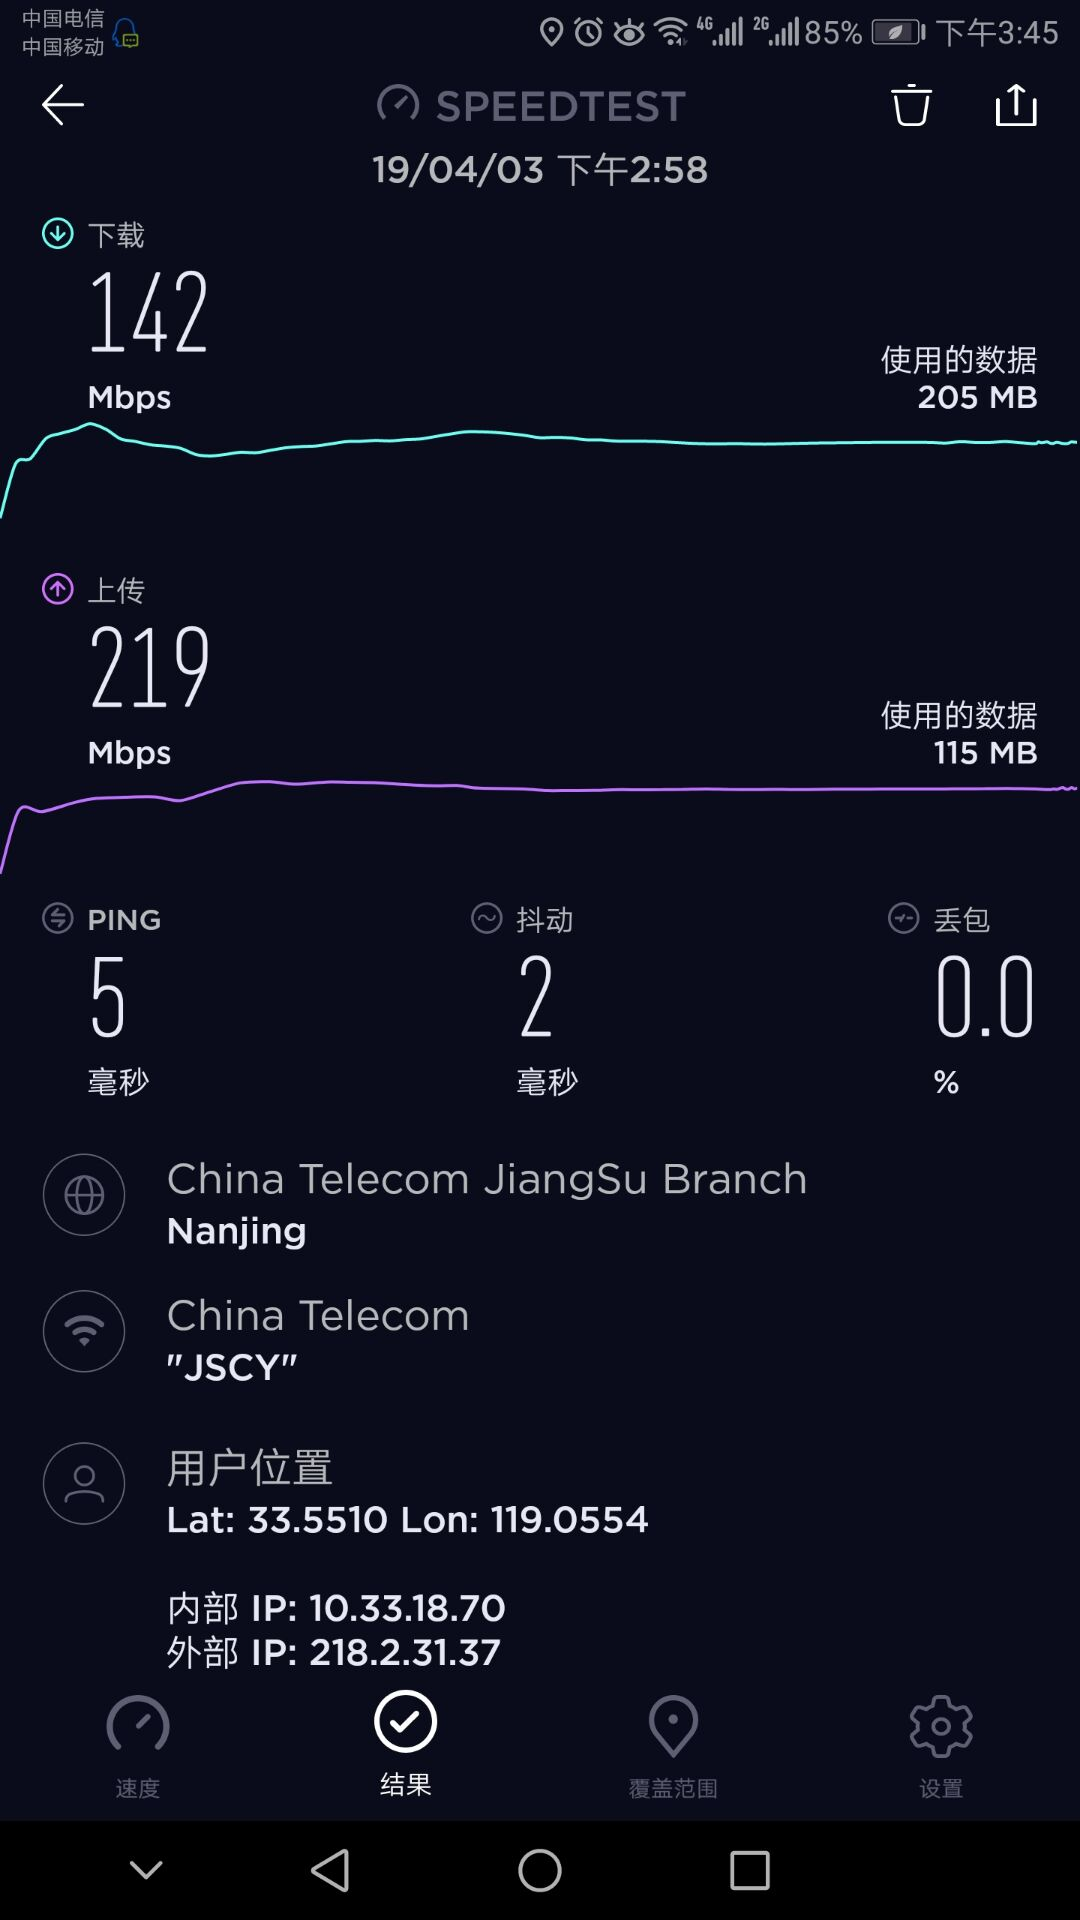 中国电信
中国移动
4G 2G 85% 下午3:45
SPEEDTEST
19/04/03 下午2:58
下载
142
Mbps
使用的数据
205 MB
上传
219
Mbps
使用的数据
115 MB
PING 抖动 丢包
5 2 0.0
毫秒 毫秒 %
China Telecom JiangSu Branch
Nanjing
China Telecom
"JSCY"
用户位置
Lat: 33.5510 Lon: 119.0554
内部 IP: 10.33.18.70
外部 IP: 218.2.31.37
速度 结果 覆盖范围 设置